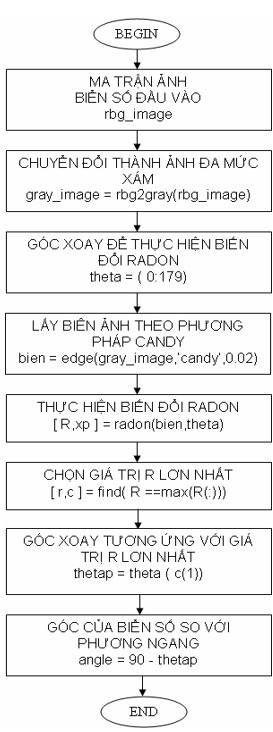 BEGIN
MA TRẬN ẢNH
BIỂN SỐ ĐẦU VÀO
rbg_image
CHUYỂN ĐỔI THÀNH ẢNH ĐA MỨC
XÁM
gray_image = rbg2gray(rbg_image)
GÓC XOAY ĐỂ THỰC HIỆN BIẾN
ĐỔI RADON
theta = ( 0:179)
LẤY BIÊN ẢNH THEO PHƯƠNG
PHÁP CANDY
bien = edge(gray_image,'candy',0.02)
THỰC HIỆN BIẾN ĐỔI RADON
[ R,xp ] = radon(bien,theta)
CHỌN GIÁ TRỊ R LỚN NHẤT
[ r,c ] = find( R ==max(R(:)))
GÓC XOAY TƯƠNG ỨNG VỚI GIÁ
TRỊ R LỚN NHẤT
thetap = theta ( c(1))
GÓC CỦA BIỂN SỐ SO VỚI
PHƯƠNG NGANG
angle = 90 - thetap
END